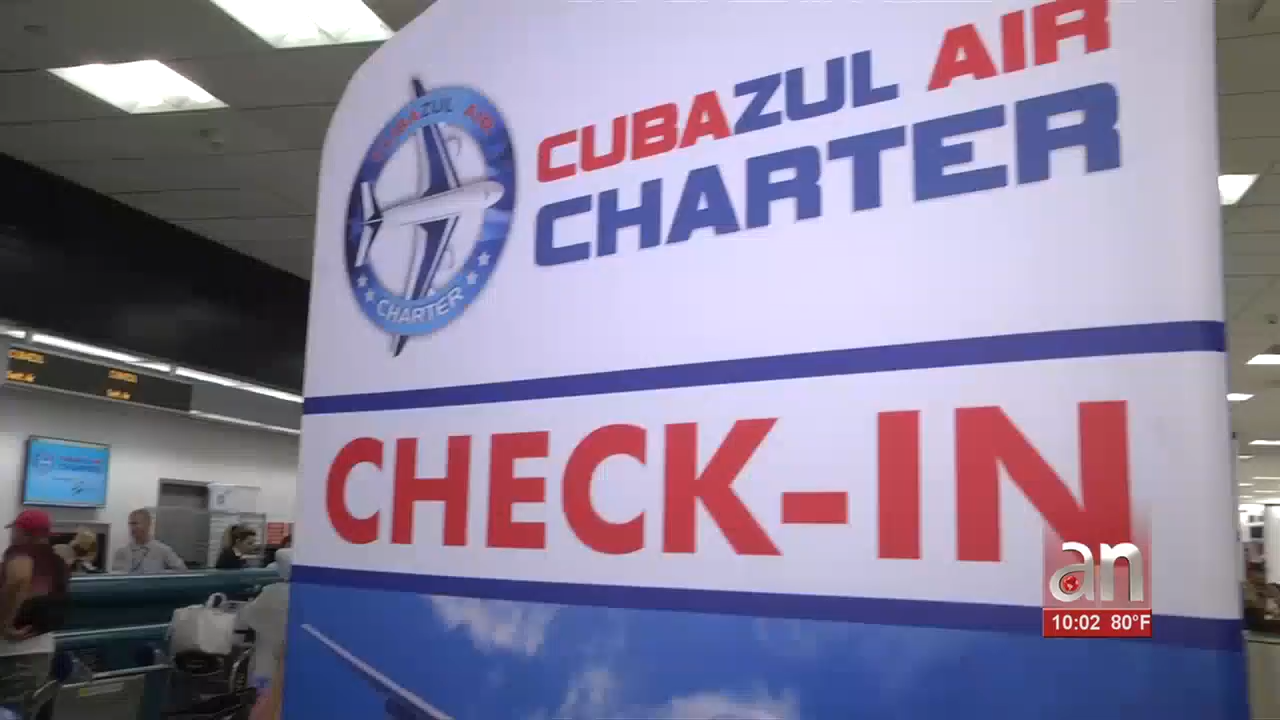 CUBAZUL AIR
CHARTER
CUBAZUL AIR
CHARTER
CHECK-IN
an
10:02 80°F